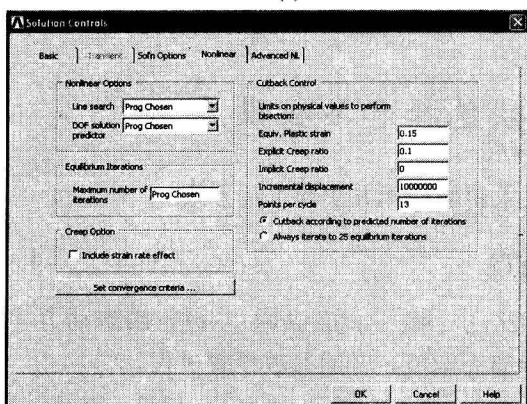 Solution Controls
Basic Transient Sol'n Options Nonlinear Advanced NL
Nonlinear Options
Line search Prog Chosen
DOF solution predictor Prog Chosen
Equilibrium Iterations
Maximum number of iterations Prog Chosen
Creep Option
Include strain rate effect
Set convergence criteria ...
Cutback Control
Limits on physical values to perform
bisection:
Equiv. Plastic strain 0.15
Explicit Creep ratio 0.1
Implicit Creep ratio 0
Incremental displacement 10000000
Points per cycle 13
Cutback according to predicted number of iterations
Always iterate to 25 equilibrium iterations
OK Cancel Help